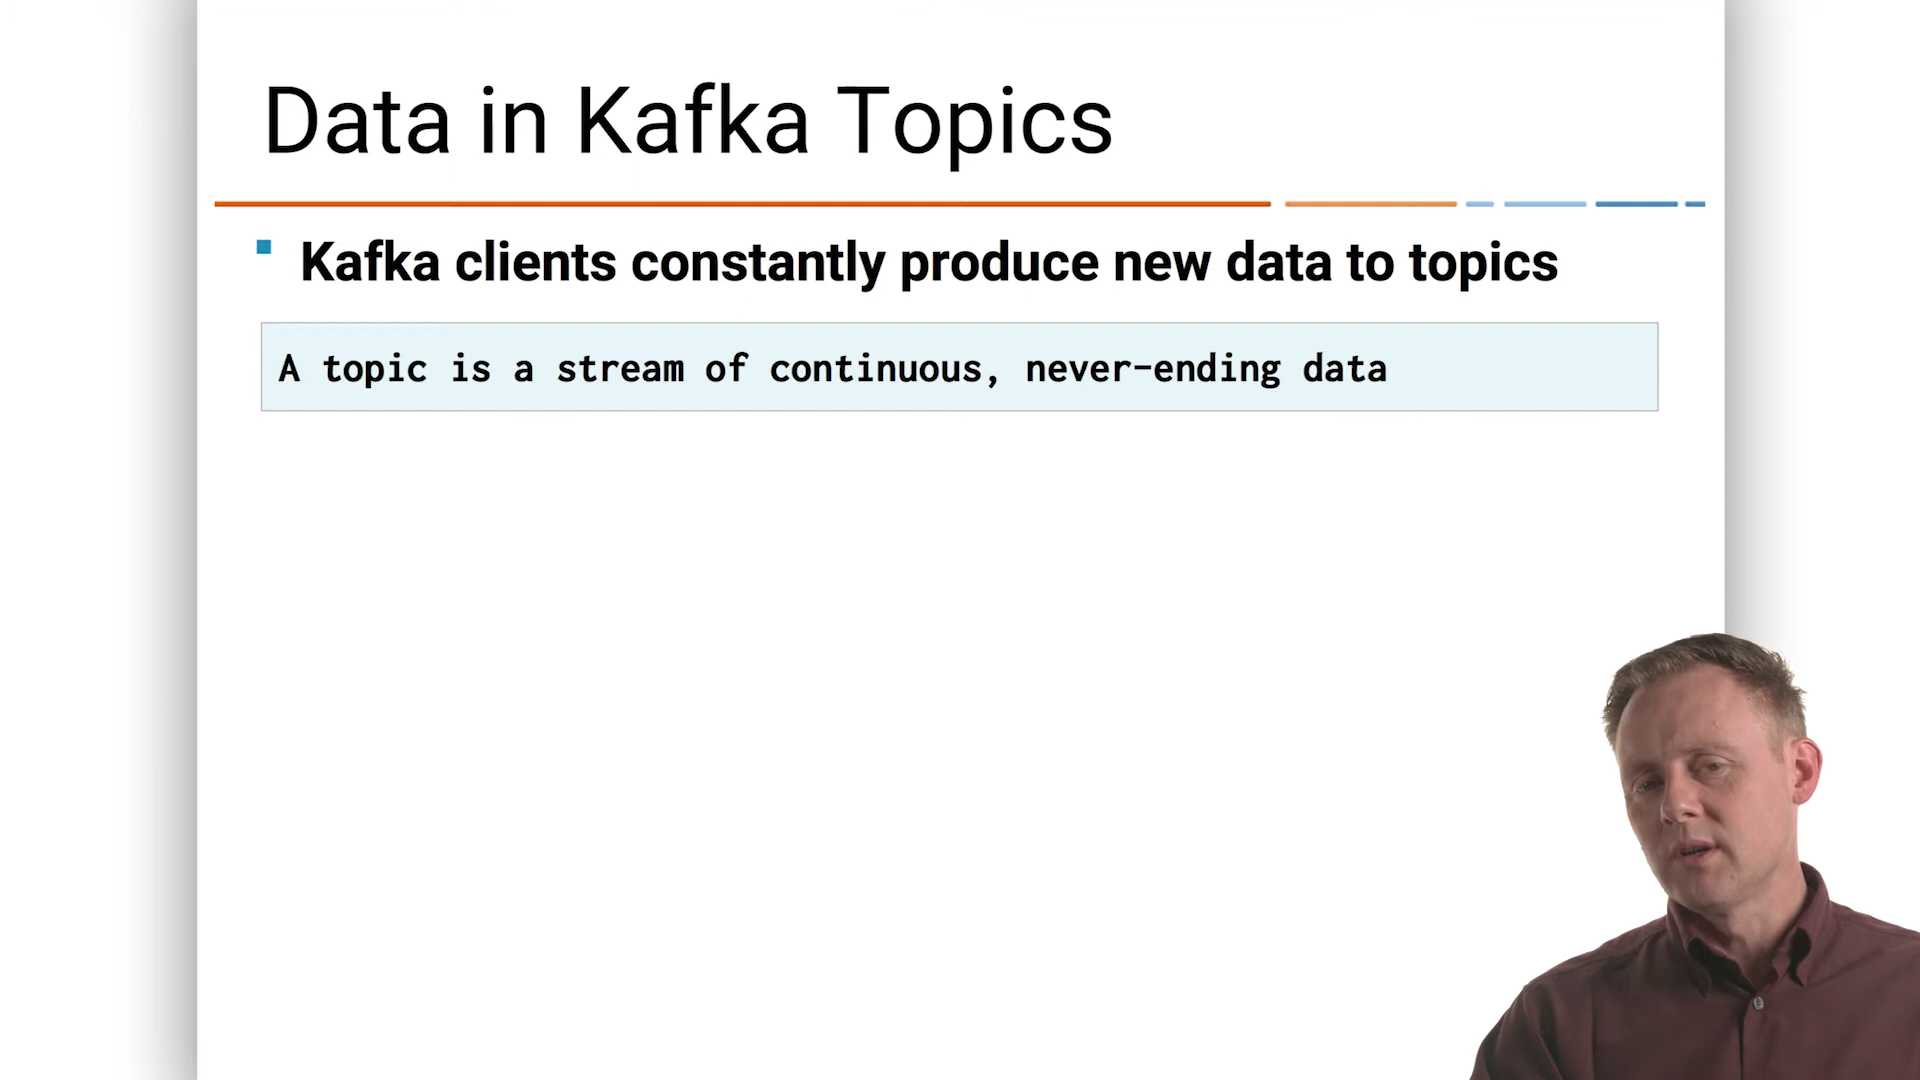 Data in Kafka Topics
Kafka clients constantly produce new data to topics
A topic is a stream of continuous, never-ending data